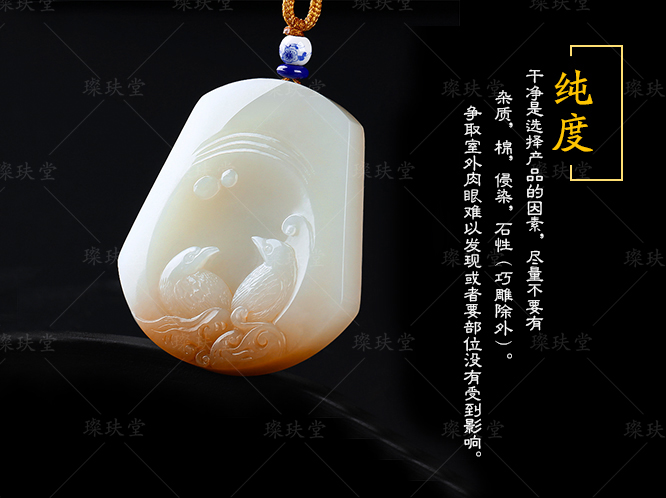 纯度
干净是选择产品的因素，尽量不要有
杂质，棉，侵染，石性（巧雕除外）。
争取室外肉眼难以发现或者要部位没有受到影响。
璨玞堂